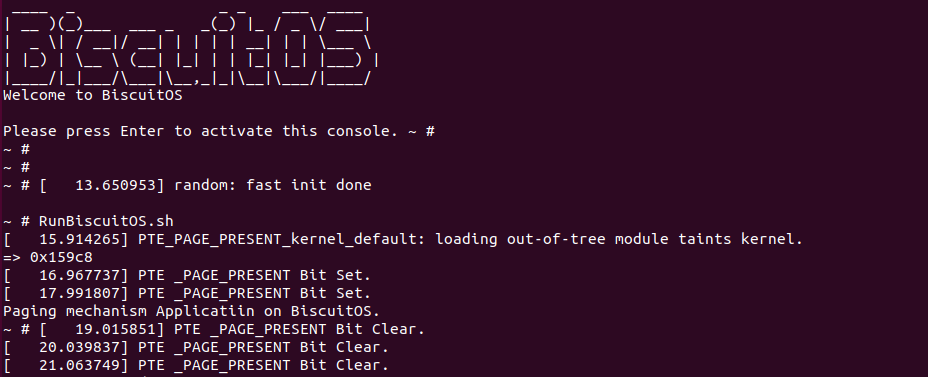 ____  _                _ _    ___  ____
| __ )(_)___  ___ _   _(_) |_ / _ \/ ___|
|  _ \| / __|/ __| | | | | __| | | \___ \
| |_) | \__ \ (__| |_| | | |_| |_| |___) |
|____/|_|___/\___|\__,_|_|\__|\___/|____/
Welcome to BiscuitOS
Please press Enter to activate this console. ~ #
~ #
~ #
~ # [   13.650953] random: fast init done
~ # RunBiscuitOS.sh
[   15.914265] PTE_PAGE_PRESENT_kernel_default: loading out-of-tree module taints kernel.
=> 0x159c8
[   16.967737] PTE _PAGE_PRESENT Bit Set.
[   17.991807] PTE _PAGE_PRESENT Bit Set.
Paging mechanism Applicatiin on BiscuitOS.
~ # [   19.015851] PTE _PAGE_PRESENT Bit Clear.
[   20.039837] PTE _PAGE_PRESENT Bit Clear.
[   21.063749] PTE _PAGE_PRESENT Bit Clear.